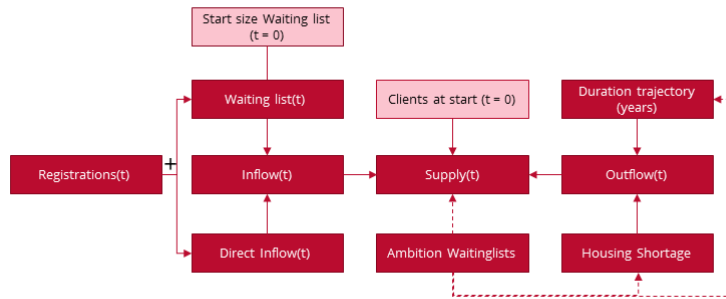 Start size Waiting list
(t = 0)
Waiting list(t)
Clients at start (t = 0)
Duration trajectory
(years)
+
Registrations(t)
Inflow(t)
Supply(t)
Outflow(t)
Direct Inflow(t)
Ambition Waitinglists
Housing Shortage